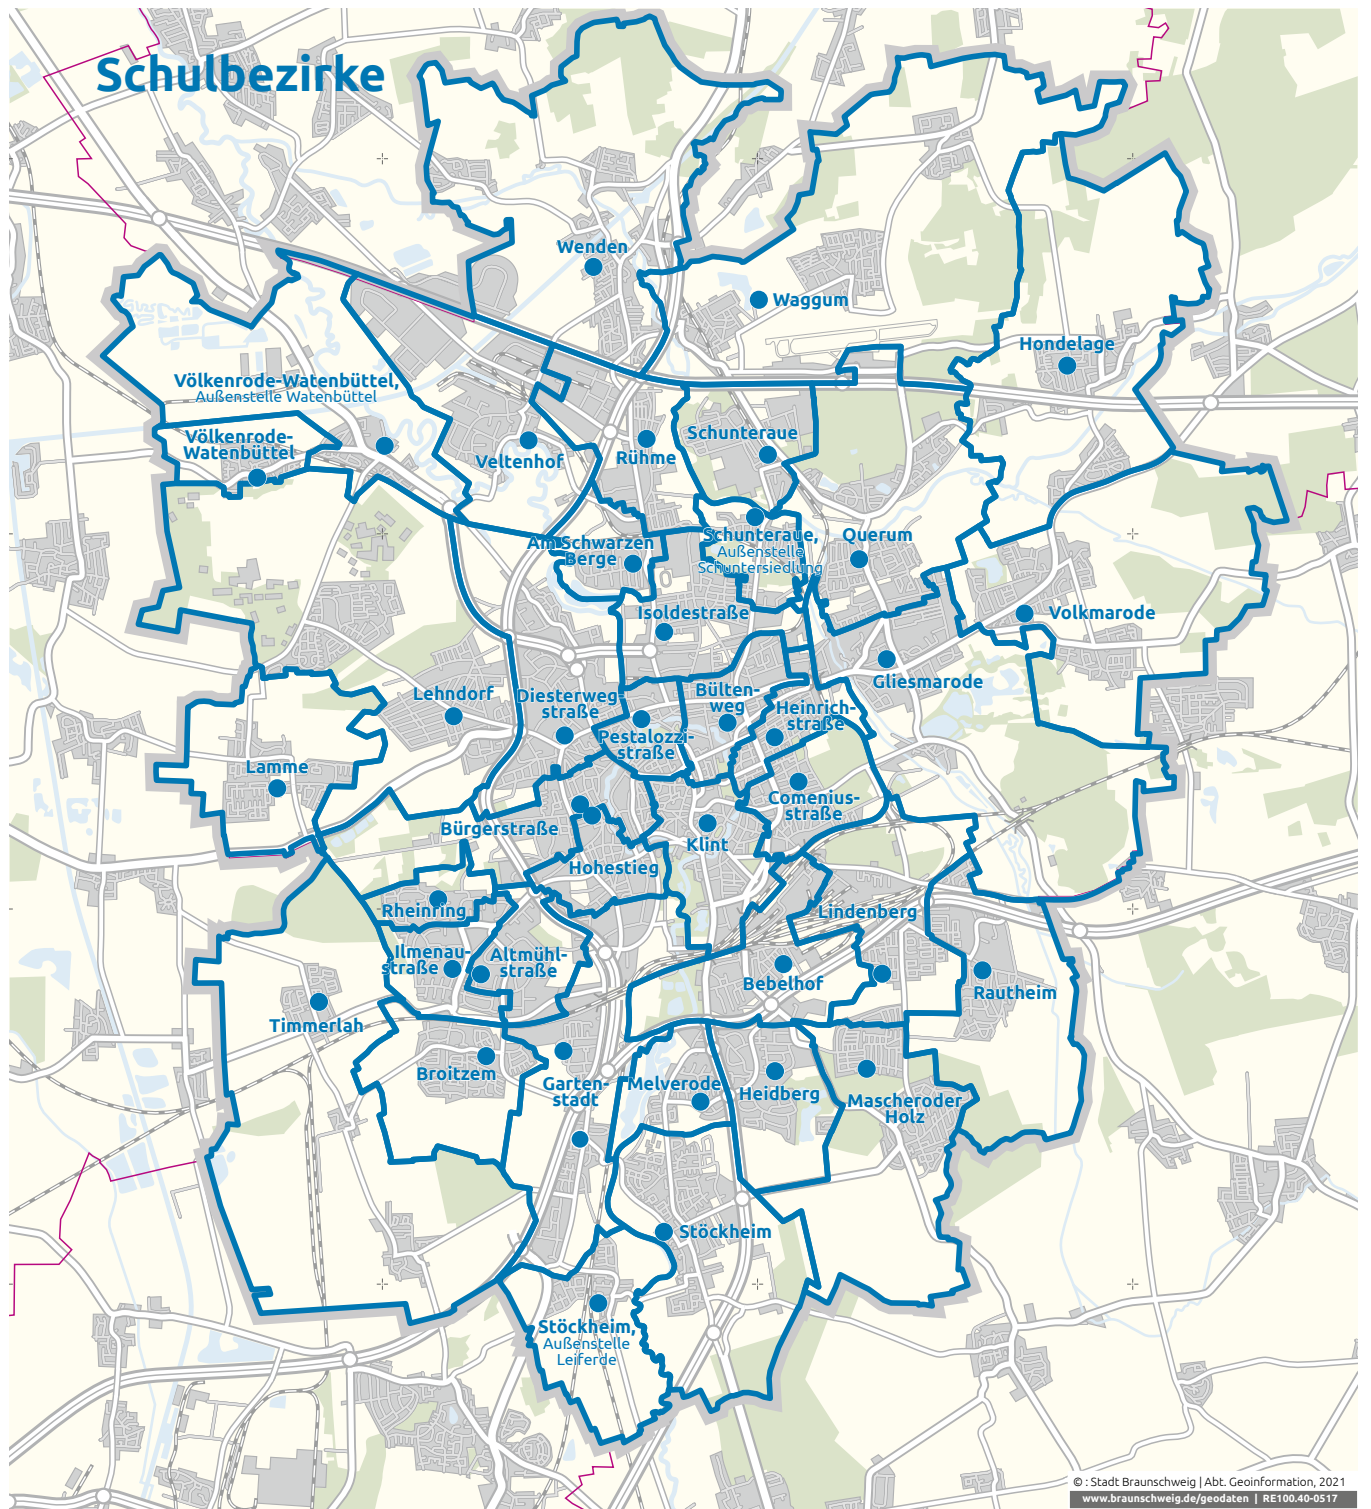 Schulbezirke
Wenden
Waggum
Hondelage
Völkenrode-Watenbüttel,
Außenstelle Watenbüttel
Völkenrode-
Watenbüttel
Veltenhof
Rühme
Schunteraue
Am Schwarzen
Berge
Schunteraue,
Außenstelle
Schuntersiedlung
Querum
Isoldestraße
Volkmarode
Gliesmarode
Lehndorf
Diesterweg-
straße
Bülten-
weg
Heinrich-
straße
Pestalozzi-
straße
Lamme
Comenius-
straße
Bürgerstraße
Klint
Hohestieg
Rheinring
Lindenberg
Ilmenau-
straße
Altmühl-
straße
Bebelhof
Rautheim
Timmerlah
Broitzem
Garten-
stadt
Melverode
Heidberg
Mascheroder
Holz
Stöckheim
Stöckheim,
Außenstelle
Leiferde
© : Stadt Braunschweig | Abt. Geoinformation, 2021
www.braunschweig.de/geodaten | BE100.40-0517